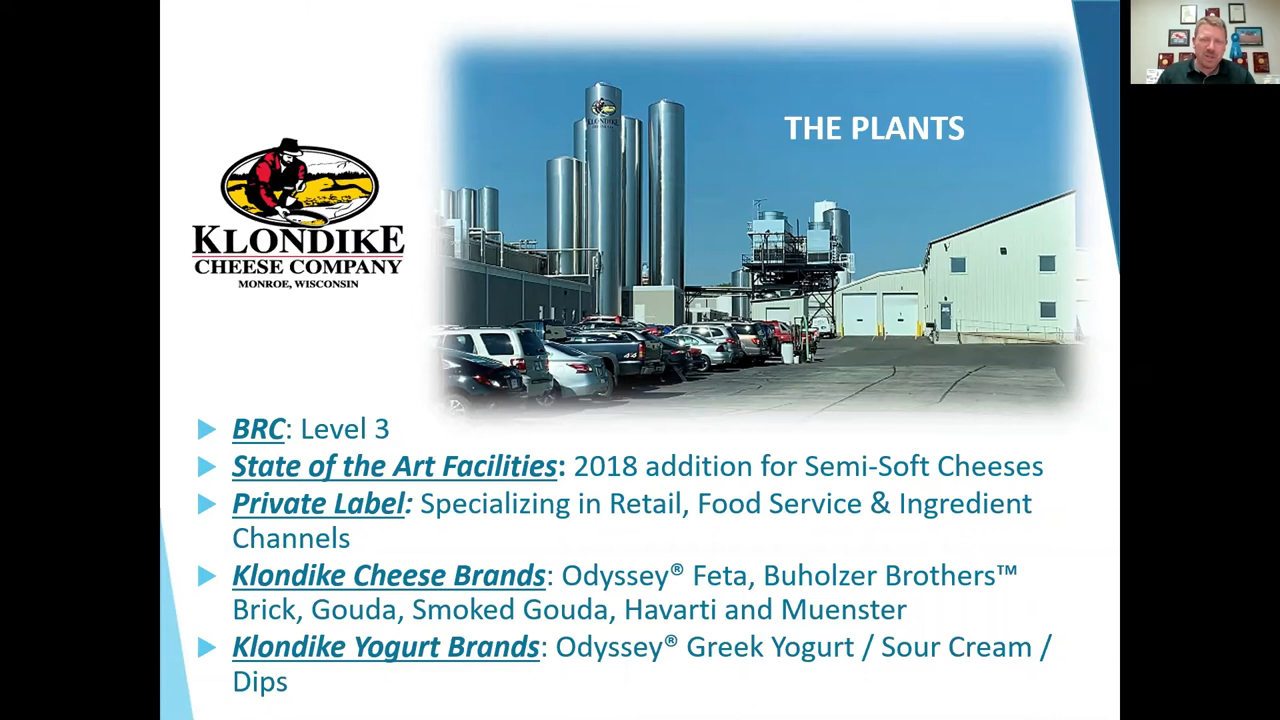 THE PLANTS
KLONDIKE
CHEESE COMPANY
MONROE, WISCONSIN
KLONDIKE
BRC: Level 3
State of the Art Facilities: 2018 addition for Semi-Soft Cheeses
Private Label: Specializing in Retail, Food Service & Ingredient
Channels
Klondike Cheese Brands: Odyssey® Feta, Buholzer Brothers™
Brick, Gouda, Smoked Gouda, Havarti and Muenster
Klondike Yogurt Brands: Odyssey® Greek Yogurt / Sour Cream /
Dips